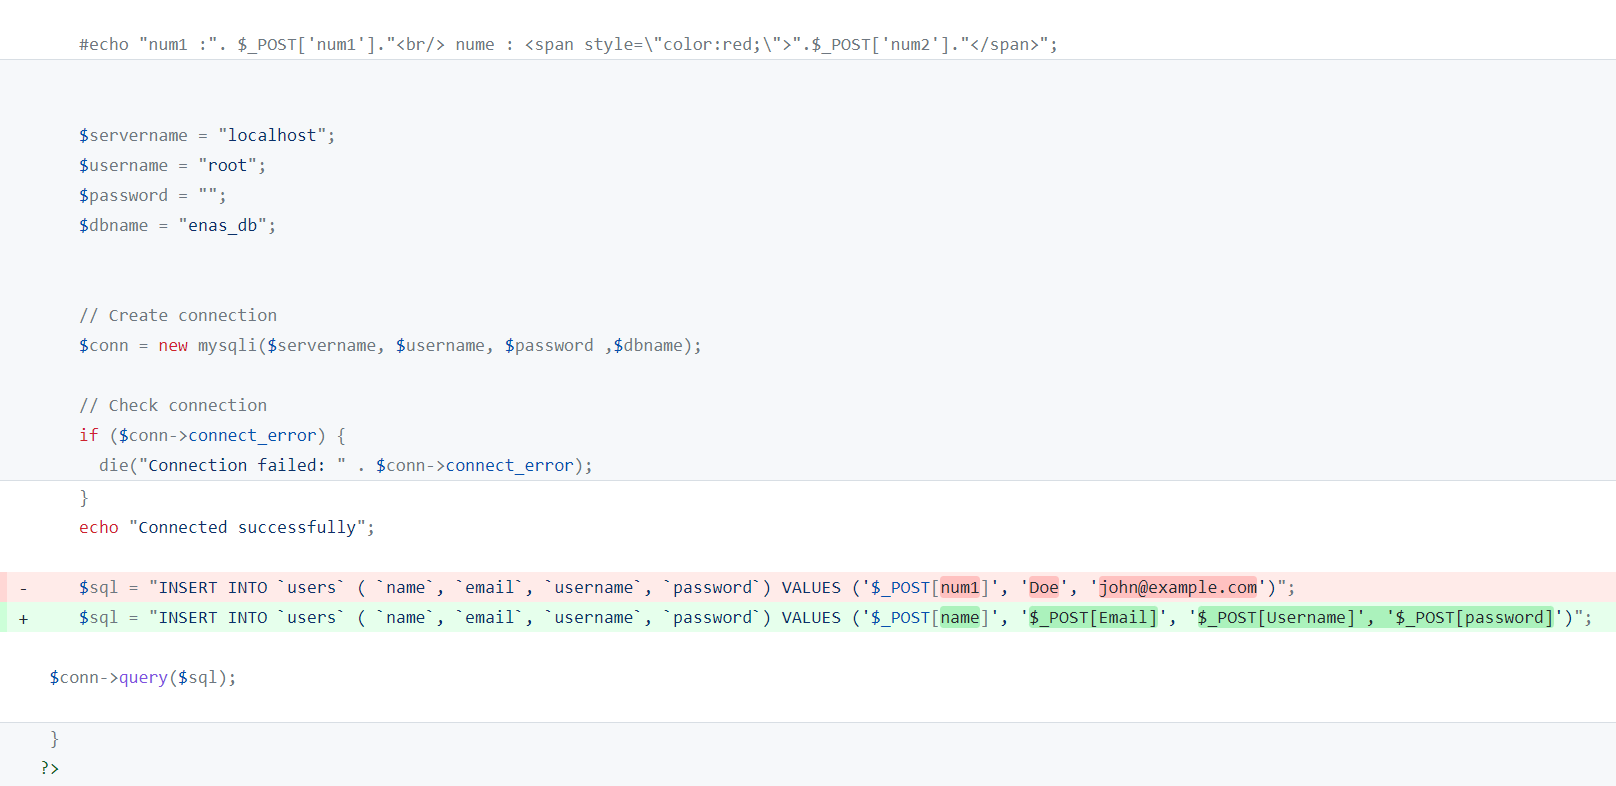 #echo "num1 :". $_POST['num1']."<br/> nume : <span style=\"color:red;\">".$_POST['num2']."</span>";
$servername = "localhost";
$username = "root";
$password = "";
$dbname = "enas_db";
// Create connection
$conn = new mysqli($servername, $username, $password ,$dbname);
// Check connection
if ($conn->connect_error) {
die("Connection failed: " . $conn->connect_error);
}
echo "Connected successfully";
- $sql = "INSERT INTO `users` ( `name`, `email`, `username`, `password`) VALUES ('$_POST[num1]', 'Doe', 'john@example.com')";
+ $sql = "INSERT INTO `users` ( `name`, `email`, `username`, `password`) VALUES ('$_POST[name]', '$_POST[Email]', '$_POST[Username]', '$_POST[password]')";
$conn->query($sql);
}
?>